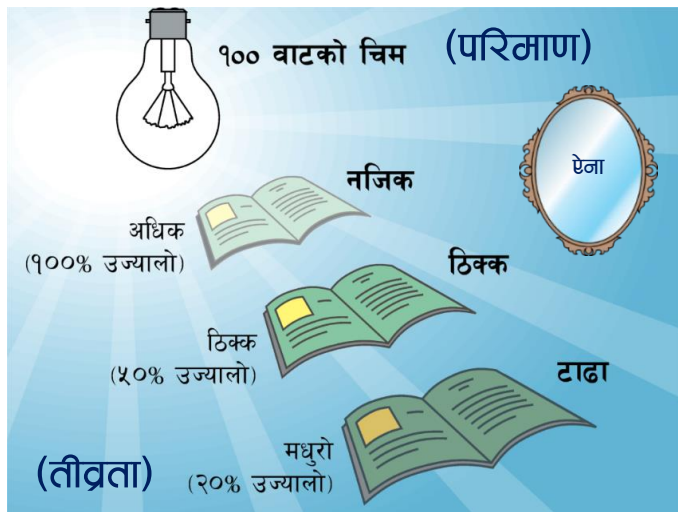 १०० वाटको चिम
(परिमाण)
ऐना
नजिक
अधिक
(१००% उज्यालो)
ठिक्क
ठिक्क
(५०% उज्यालो)
टाढा
मधुरो
(२०% उज्यालो)
(तीव्रता)